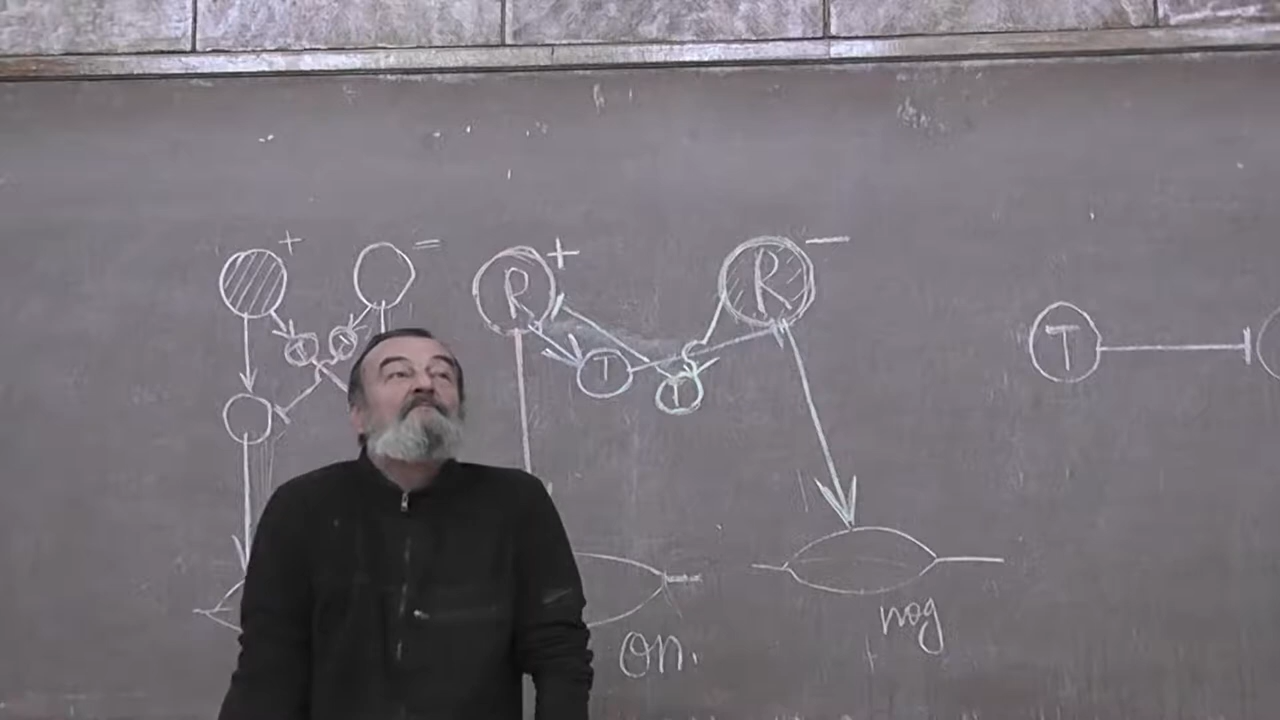 + =
R + R −
Т Т
Т Т
Т
оп.
под